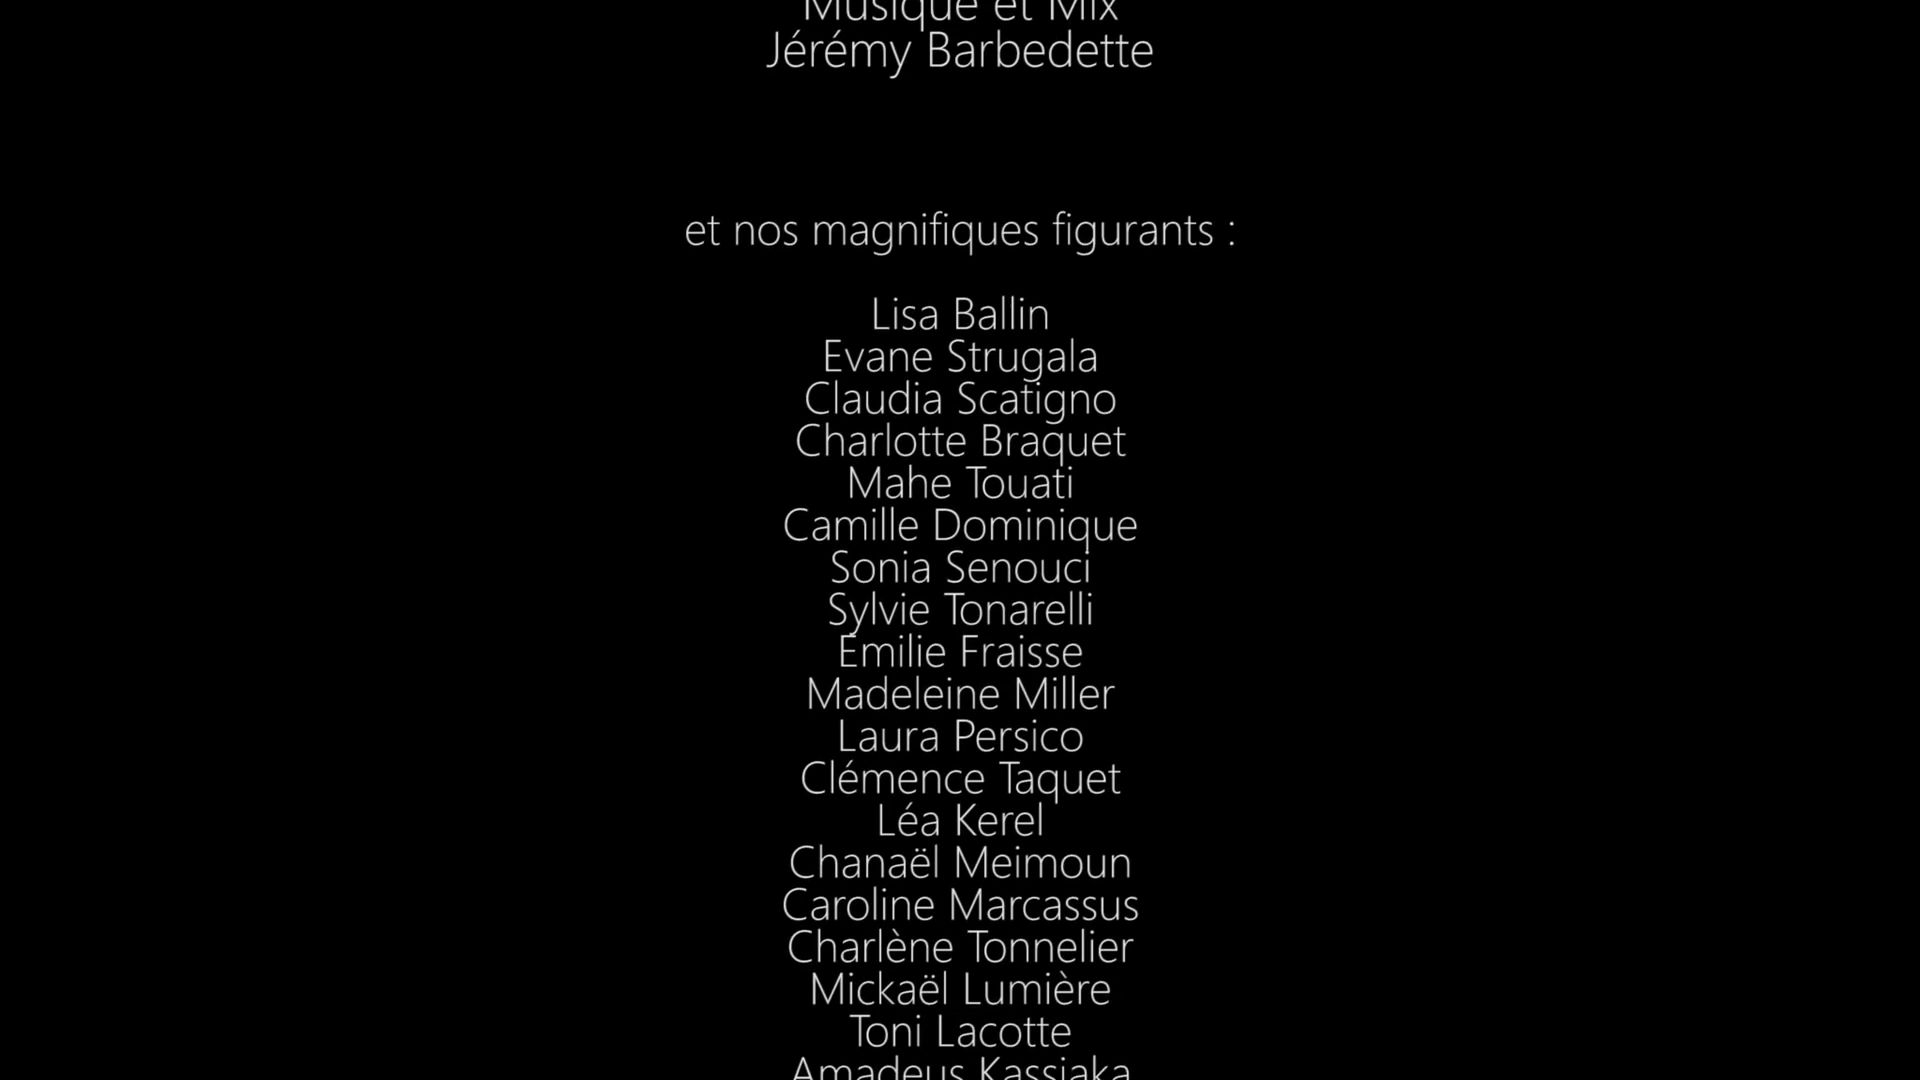 Musique et Mix
Jérémy Barbedette
et nos magnifiques figurants :
Lisa Ballin
Evane Strugala
Claudia Scatigno
Charlotte Braquet
Mahe Touati
Camille Dominique
Sonia Senouci
Sylvie Tonarelli
Emilie Fraisse
Madeleine Miller
Laura Persico
Clémence Taquet
Léa Kerel
Chanaël Meimoun
Caroline Marcassus
Charlène Tonnelier
Mickaël Lumière
Toni Lacotte
Amadeus Kassiaka